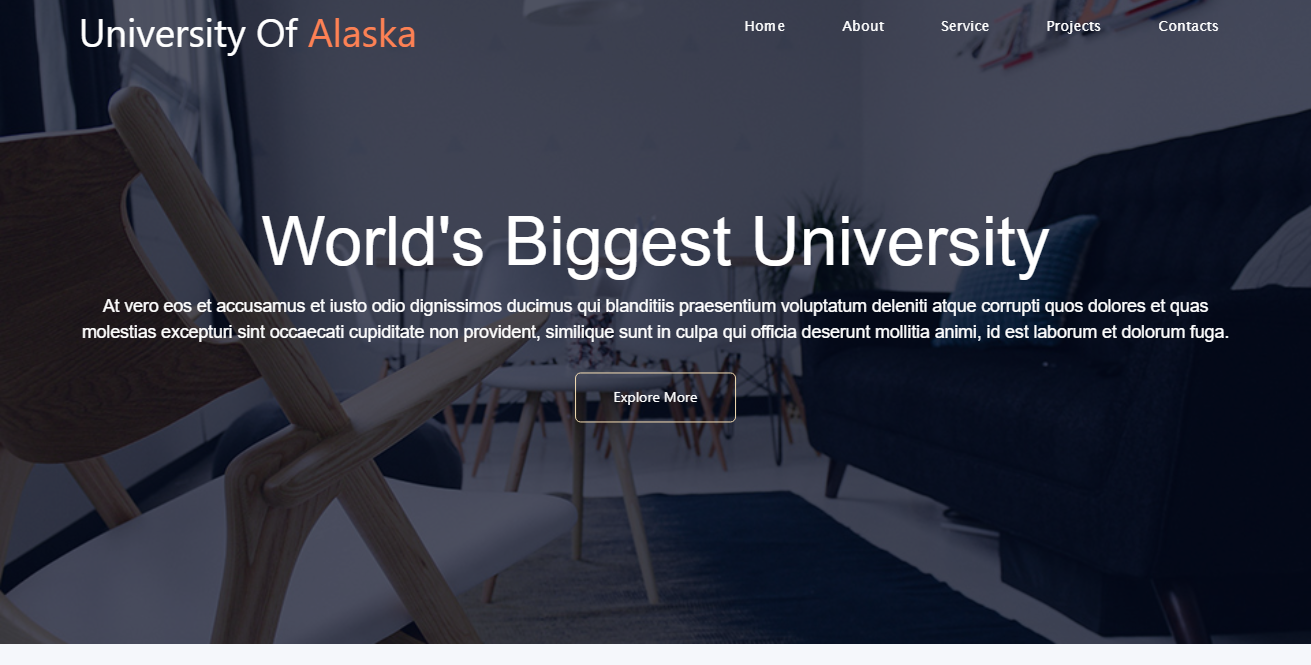 University Of Alaska
Home About Service Projects Contacts
World's Biggest University
At vero eos et accusamus et iusto odio dignissimos ducimus qui blanditiis praesentium voluptatum deleniti atque corrupti quos dolores et quas
molestias excepturi sint occaecati cupiditate non provident, similique sunt in culpa qui officia deserunt mollitia animi, id est laborum et dolorum fuga.
Explore More